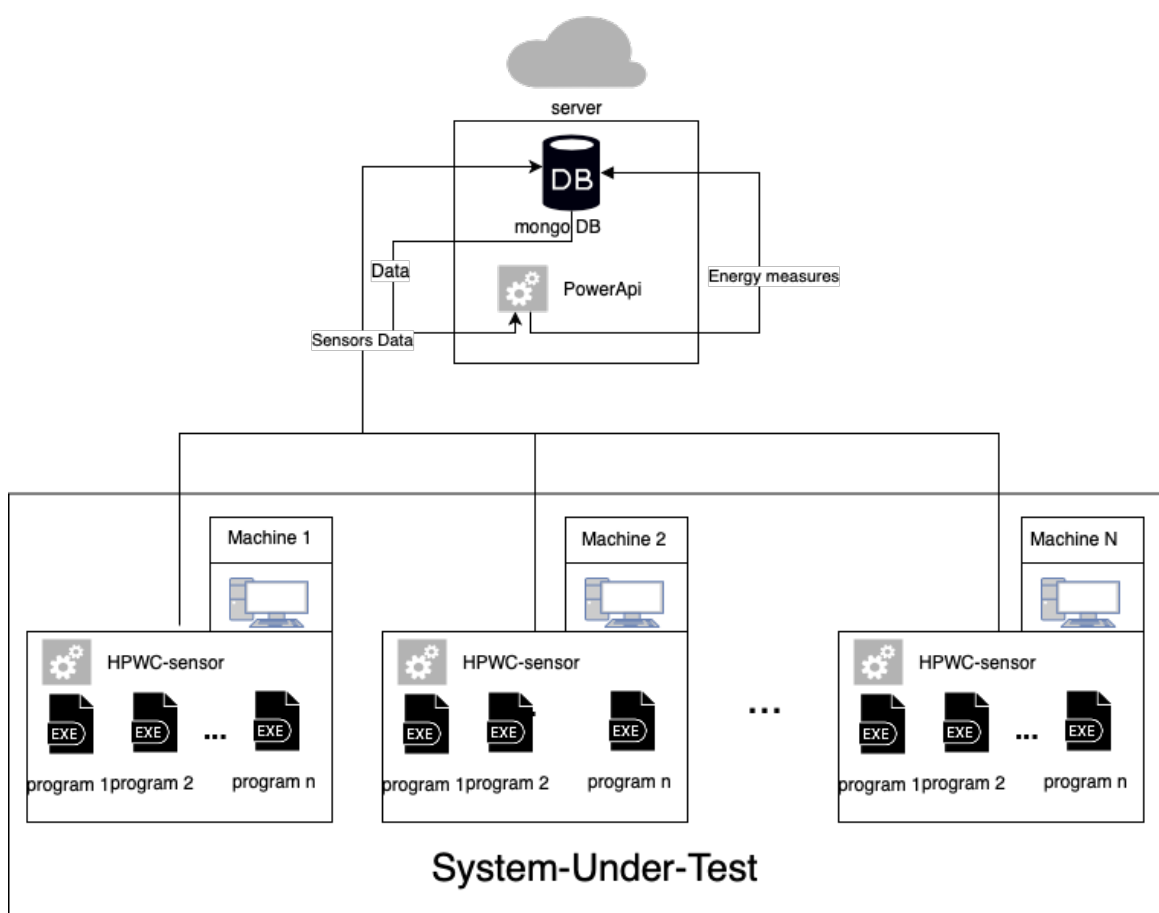 server
DB
mongo DB
Data
PowerApi
Energy measures
Sensors Data
Machine 1
Machine 2
Machine N
HPWC-sensor
HPWC-sensor
HPWC-sensor
EXE
EXE
...
EXE
EXE
EXE
EXE
...
EXE
EXE
...
EXE
program 1
program 2
program n
program 1
program 2
program n
program 1
program 2
program n
System-Under-Test